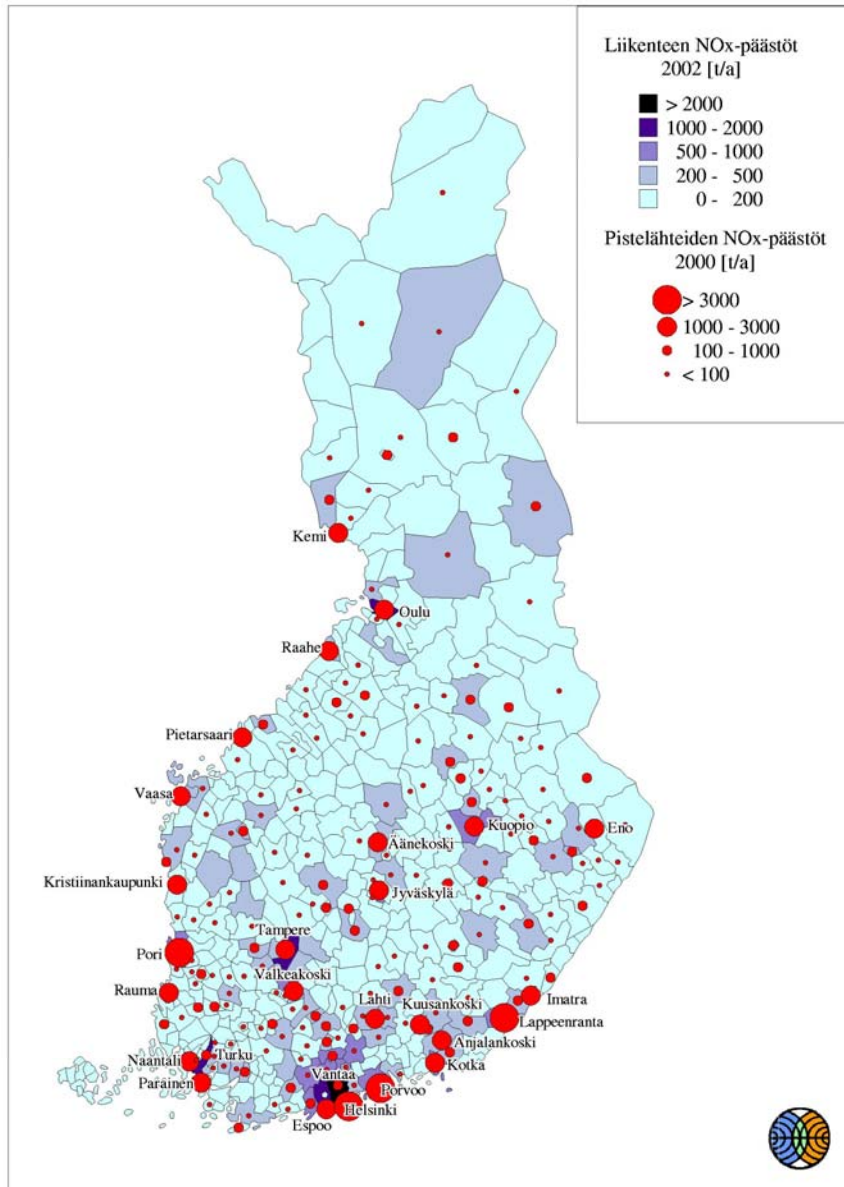 Liikenteen NOx-päästöt
2002 [t/a]
> 2000
1000 - 2000
500 - 1000
200 - 500
0 - 200
Pistelähteiden NOx-päästöt
2000 [t/a]
> 3000
1000 - 3000
100 - 1000
< 100
Kemi
Oulu
Raahe
Pietarsaari
Vaasa
Kuopio
Eno
Äänekoski
Kristiinankaupunki
Jyväskylä
Tampere
Pori
Valkeakoski
Rauma
Lahti
Kuusankoski
Imatra
Lappeenranta
Anjalankoski
Naantali
Turku
Kotka
Parainen
Vantaa
Porvoo
Helsinki
Espoo